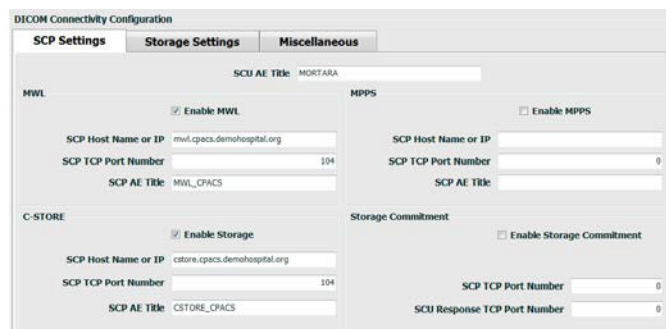 DICOM Connectivity Configuration
SCP Settings
Storage Settings
Miscellaneous
SCU AE Title MORTARA
MWL
Enable MWL
SCP Host Name or IP mwl.cpacs.demohospital.org
SCP TCP Port Number 104
SCP AE Title MWL_CPACS
MPPS
Enable MPPS
SCP Host Name or IP
SCP TCP Port Number 0
SCP AE Title
C-STORE
Enable Storage
SCP Host Name or IP cstore.cpacs.demohospital.org
SCP TCP Port Number 104
SCP AE Title CSTORE_CPACS
Storage Commitment
Enable Storage Commitment
SCP TCP Port Number 0
SCU Response TCP Port Number 0